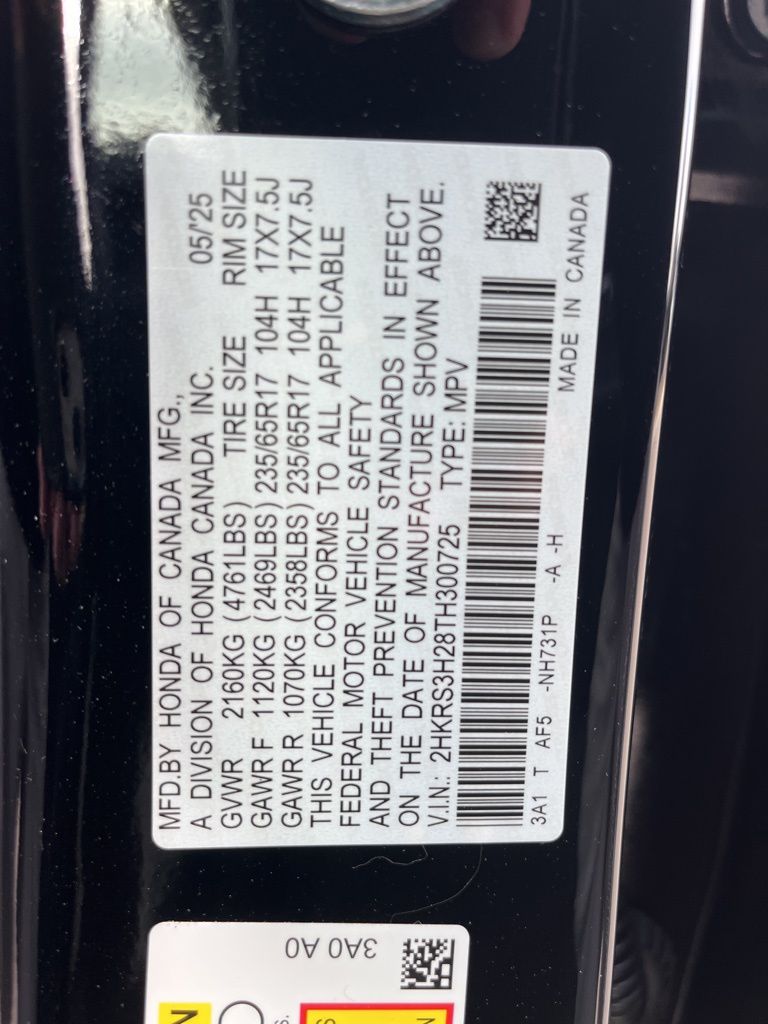 MFD.BY HONDA OF CANADA MFG.,
A DIVISION OF HONDA CANADA INC. 05/'25
GVWR 2160KG (4761LBS) TIRE SIZE RIM SIZE
GAWR F 1120KG (2469LBS) 235/65R17 104H 17X7.5J
GAWR R 1070KG (2358LBS) 235/65R17 104H 17X7.5J
THIS VEHICLE CONFORMS TO ALL APPLICABLE
FEDERAL MOTOR VEHICLE SAFETY
AND THEFT PREVENTION STANDARDS IN EFFECT
ON THE DATE OF MANUFACTURE SHOWN ABOVE.
V.I.N.: 2HKRS3H28TH300725 TYPE: MPV
3A1 T AF5 -NH731P -A -H MADE IN CANADA
3A0 A0